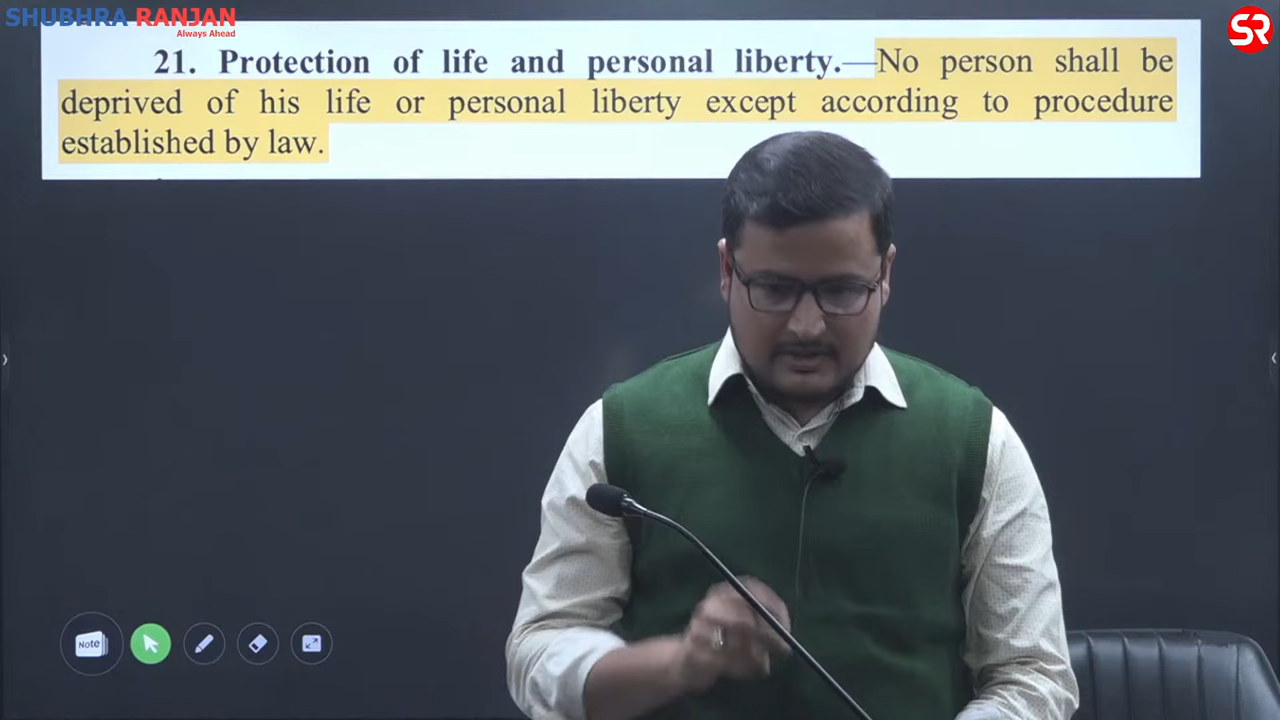 SHUBHRA RANJAN
Always Ahead
SR
21. Protection of life and personal liberty.—No person shall be
deprived of his life or personal liberty except according to procedure
established by law.
Note